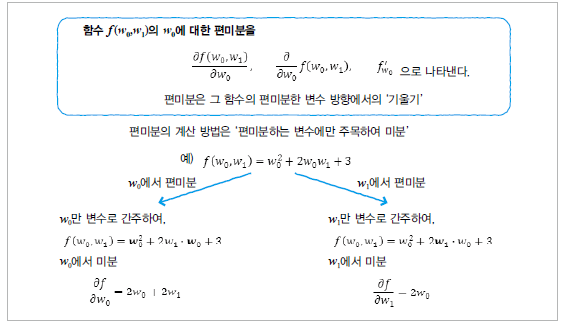 함수 f(w₀,w₁)의 w₀에 대한 편미분을
∂f(w₀,w₁)/∂w₀, ∂/∂w₀ f(w₀,w₁), f′w₀ 으로 나타낸다.
편미분은 그 함수의 편미분한 변수 방향에서의 '기울기'
편미분의 계산 방법은 '편미분하는 변수에만 주목하여 미분'
예) f(w₀,w₁) = w₀² + 2w₀w₁ + 3
w₀에서 편미분
w₁에서 편미분
w₀만 변수로 간주하여,
f(w₀,w₁) = w₀² + 2w₁ · w₀ + 3
w₀에서 미분
∂f/∂w₀ = 2w₀ + 2w₁
w₁만 변수로 간주하여,
f(w₀,w₁) = w₀² + 2w₁ · w₀ + 3
w₁에서 미분
∂f/∂w₁ = 2w₀